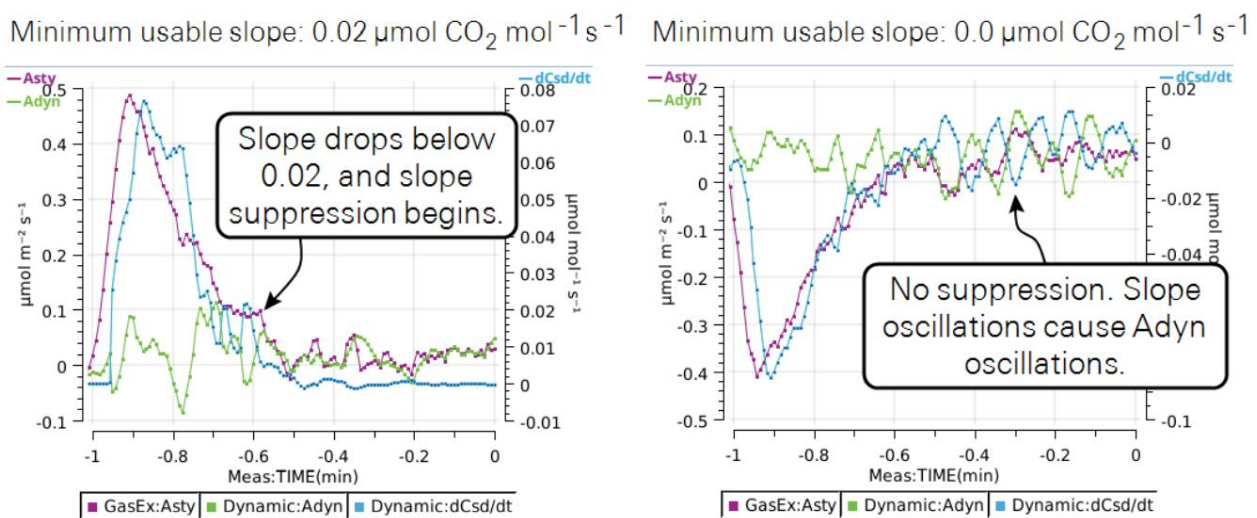 Minimum usable slope: 0.02 µmol CO₂ mol⁻¹ s⁻¹
Asty
Adyn
dCsd/dt
0.5
0.4
0.3
0.2
0.1
0
-0.1
µmol m⁻² s⁻¹
0.08
0.07
0.06
0.05
0.04
0.03
0.02
0.01
0
-0.01
µmol mol⁻¹ s⁻¹
Slope drops below
0.02, and slope
suppression begins.
-1 -0.8 -0.6 -0.4 -0.2 0
Meas:TIME(min)
GasEx:Asty Dynamic:Adyn Dynamic:dCsd/dt
Minimum usable slope: 0.0 µmol CO₂ mol⁻¹ s⁻¹
Asty
Adyn
dCsd/dt
0.2
0.1
0
-0.1
-0.2
-0.3
-0.4
-0.5
µmol m⁻² s⁻¹
0.02
0
-0.02
-0.04
-0.1
No suppression. Slope
oscillations cause Adyn
oscillations.
-1 -0.8 -0.6 -0.4 -0.2 0
Meas:TIME(min)
GasEx:Asty Dynamic:Adyn Dynamic:dCsd/dt